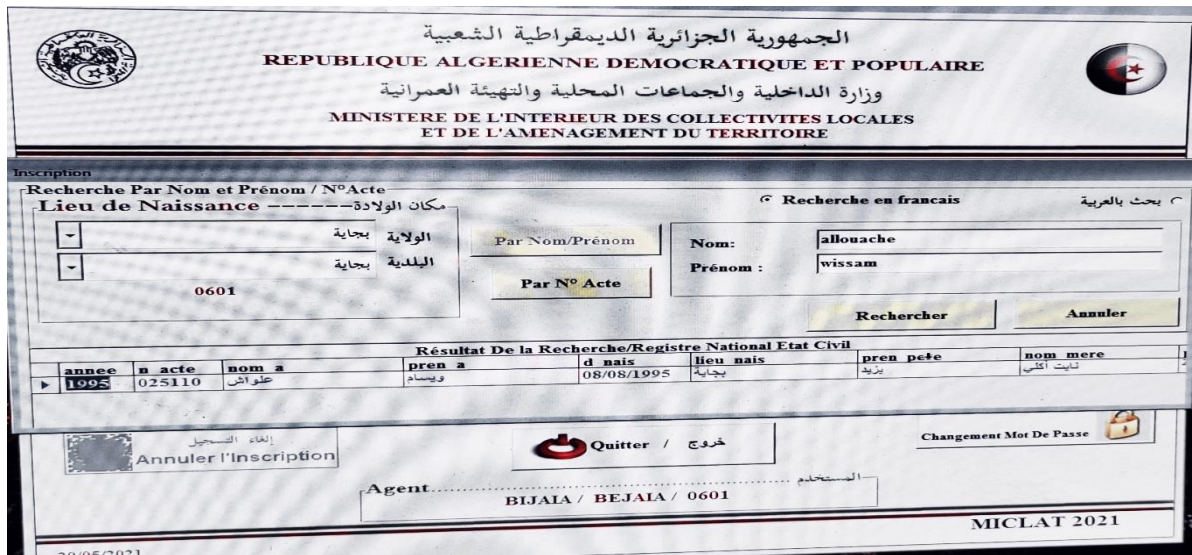 الجمهورية الجزائرية الديمقراطية الشعبية
REPUBLIQUE ALGERIENNE DEMOCRATIQUE ET POPULAIRE
وزارة الداخلية والجماعات المحلية والتهيئة العمرانية
MINISTERE DE L'INTERIEUR DES COLLECTIVITES LOCALES
ET DE L'AMENAGEMENT DU TERRITOIRE
Inscription
Recherche Par Nom et Prénom / N°Acte
Lieu de Naissance ------مكان الولادة
Recherche en francais بحث بالعربية
بجاية الولاية
Par Nom/Prénom
Nom: allouache
بجاية البلدية
Prénom : wissam
0601
Par N° Acte
Rechercher Annuler
Résultat De la Recherche/Registre National Etat Civil
annee n acte nom a pren a d nais lieu nais pren pere nom mere
1995 025110 علواش ويسام 08/08/1995 بجاية يزيد نايت أكلي
إلغاء التسجيل
Annuler l'Inscription
Quitter / خروج
Changement Mot De Passe
Agent.......................................المستخدم
BIJAIA / BEJAIA / 0601
MICLAT 2021
20/05/2021